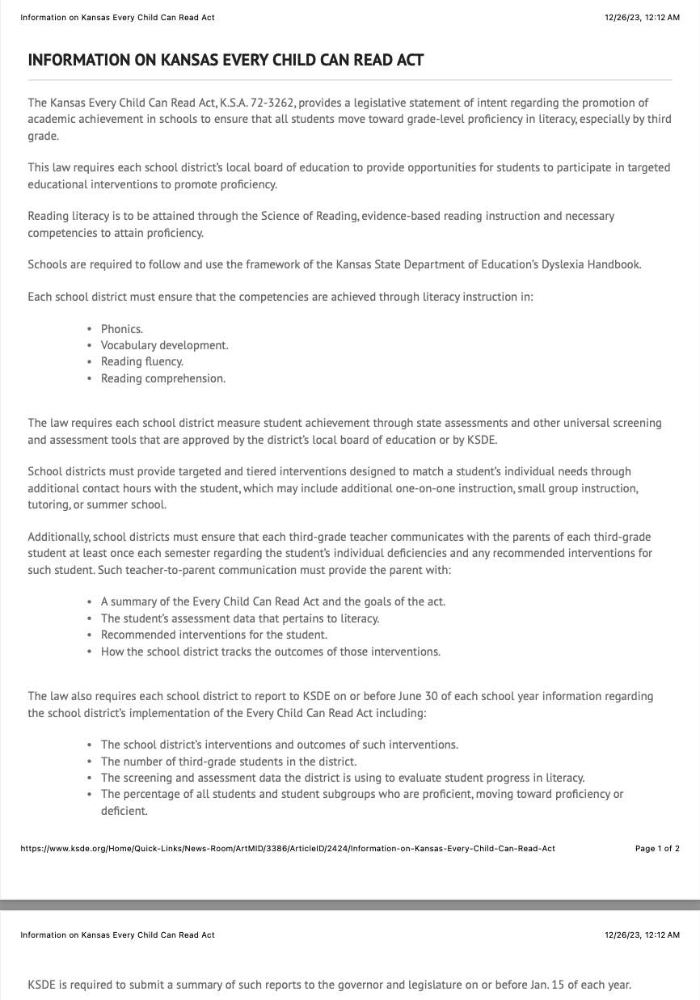 Information on Kansas Every Child Can Read Act 12/26/23, 12:12 AM
INFORMATION ON KANSAS EVERY CHILD CAN READ ACT
The Kansas Every Child Can Read Act, K.S.A. 72-3262, provides a legislative statement of intent regarding the promotion of
academic achievement in schools to ensure that all students move toward grade-level proficiency in literacy, especially by third
grade.
This law requires each school district's local board of education to provide opportunities for students to participate in targeted
educational interventions to promote proficiency.
Reading literacy is to be attained through the Science of Reading, evidence-based reading instruction and necessary
competencies to attain proficiency.
Schools are required to follow and use the framework of the Kansas State Department of Education's Dyslexia Handbook.
Each school district must ensure that the competencies are achieved through literacy instruction in:
• Phonics.
• Vocabulary development.
• Reading fluency.
• Reading comprehension.
The law requires each school district measure student achievement through state assessments and other universal screening
and assessment tools that are approved by the district's local board of education or by KSDE.
School districts must provide targeted and tiered interventions designed to match a student's individual needs through
additional contact hours with the student, which may include additional one-on-one instruction, small group instruction,
tutoring, or summer school.
Additionally, school districts must ensure that each third-grade teacher communicates with the parents of each third-grade
student at least once each semester regarding the student's individual deficiencies and any recommended interventions for
such student. Such teacher-to-parent communication must provide the parent with:
• A summary of the Every Child Can Read Act and the goals of the act.
• The student's assessment data that pertains to literacy.
• Recommended interventions for the student.
• How the school district tracks the outcomes of those interventions.
The law also requires each school district to report to KSDE on or before June 30 of each school year information regarding
the school district's implementation of the Every Child Can Read Act including:
• The school district's interventions and outcomes of such interventions.
• The number of third-grade students in the district.
• The screening and assessment data the district is using to evaluate student progress in literacy.
• The percentage of all students and student subgroups who are proficient, moving toward proficiency or
deficient.
https://www.ksde.org/Home/Quick-Links/News-Room/ArtMID/3386/ArticleID/2424/Information-on-Kansas-Every-Child-Can-Read-Act Page 1 of 2
Information on Kansas Every Child Can Read Act 12/26/23, 12:12 AM
KSDE is required to submit a summary of such reports to the governor and legislature on or before Jan. 15 of each year.